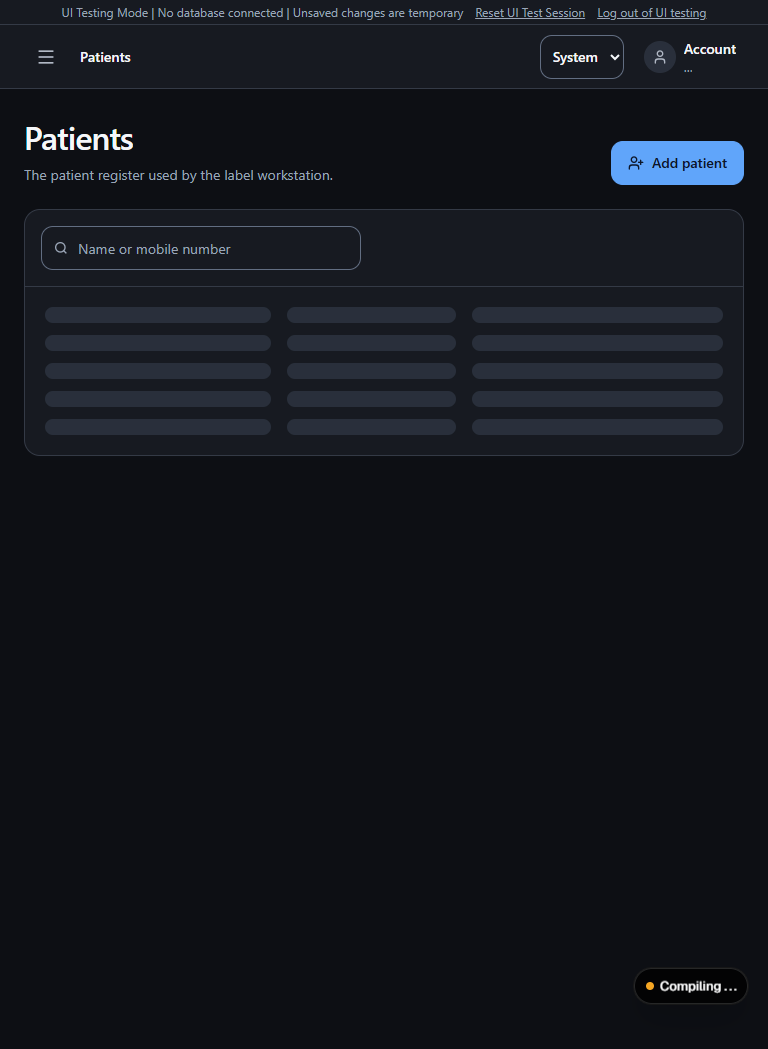 UI Testing Mode | No database connected | Unsaved changes are temporary Reset UI Test Session Log out of UI testing
Patients
System
Account
...
Patients
The patient register used by the label workstation.
Add patient
Name or mobile number
Compiling ...